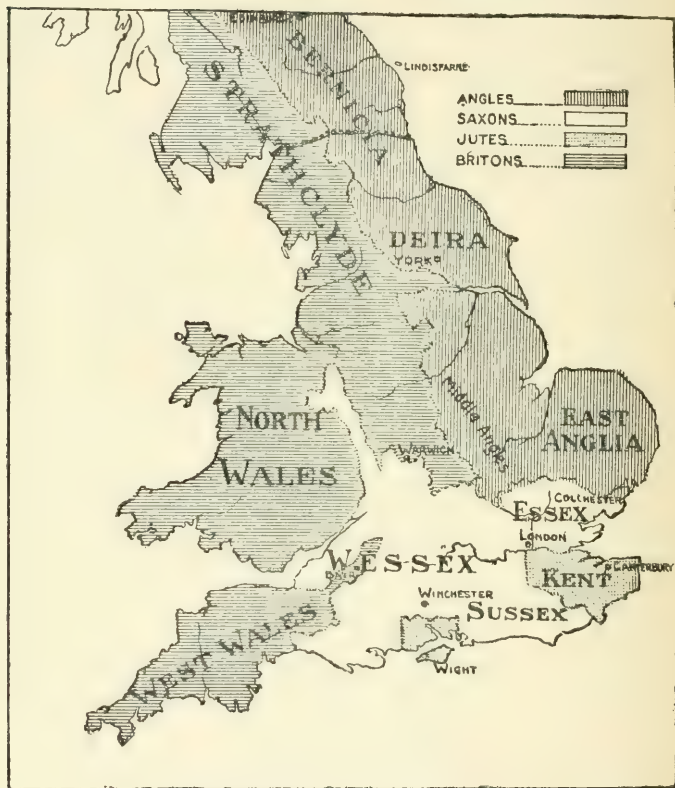 EDINBURGH
BERNICIA
LINDISFARNE
STRATHCLYDE
ANGLES
SAXONS
JUTES
BRITONS
DEIRA
YORK
NORTH
WALES
Middle Angles
EAST
ANGLIA
WARWICK
COLCHESTER
ESSEX
LONDON
WESSEX
CANTERBURY
KENT
WINCHESTER
SUSSEX
WEST WALES
WIGHT